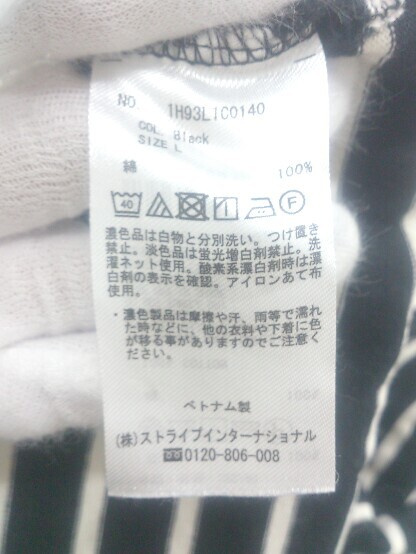 NO. 1H93L1C0140
COL. Black
SIZE L
綿 100%
40 F
濃色品は白物と分別洗い。つけ置き
禁止。淡色品は蛍光増白剤禁止。洗
濯ネット使用。酸素系漂白剤時は漂
白剤の表示を確認。アイロンあて布
使用。
・濃色製品は摩擦や汗、雨等で濡れ
た時などに、他の衣料や下着に色
が移る事がありますのでご注意く
ださい。
ベトナム製
(株)ストライプインターナショナル
☎0120-806-008